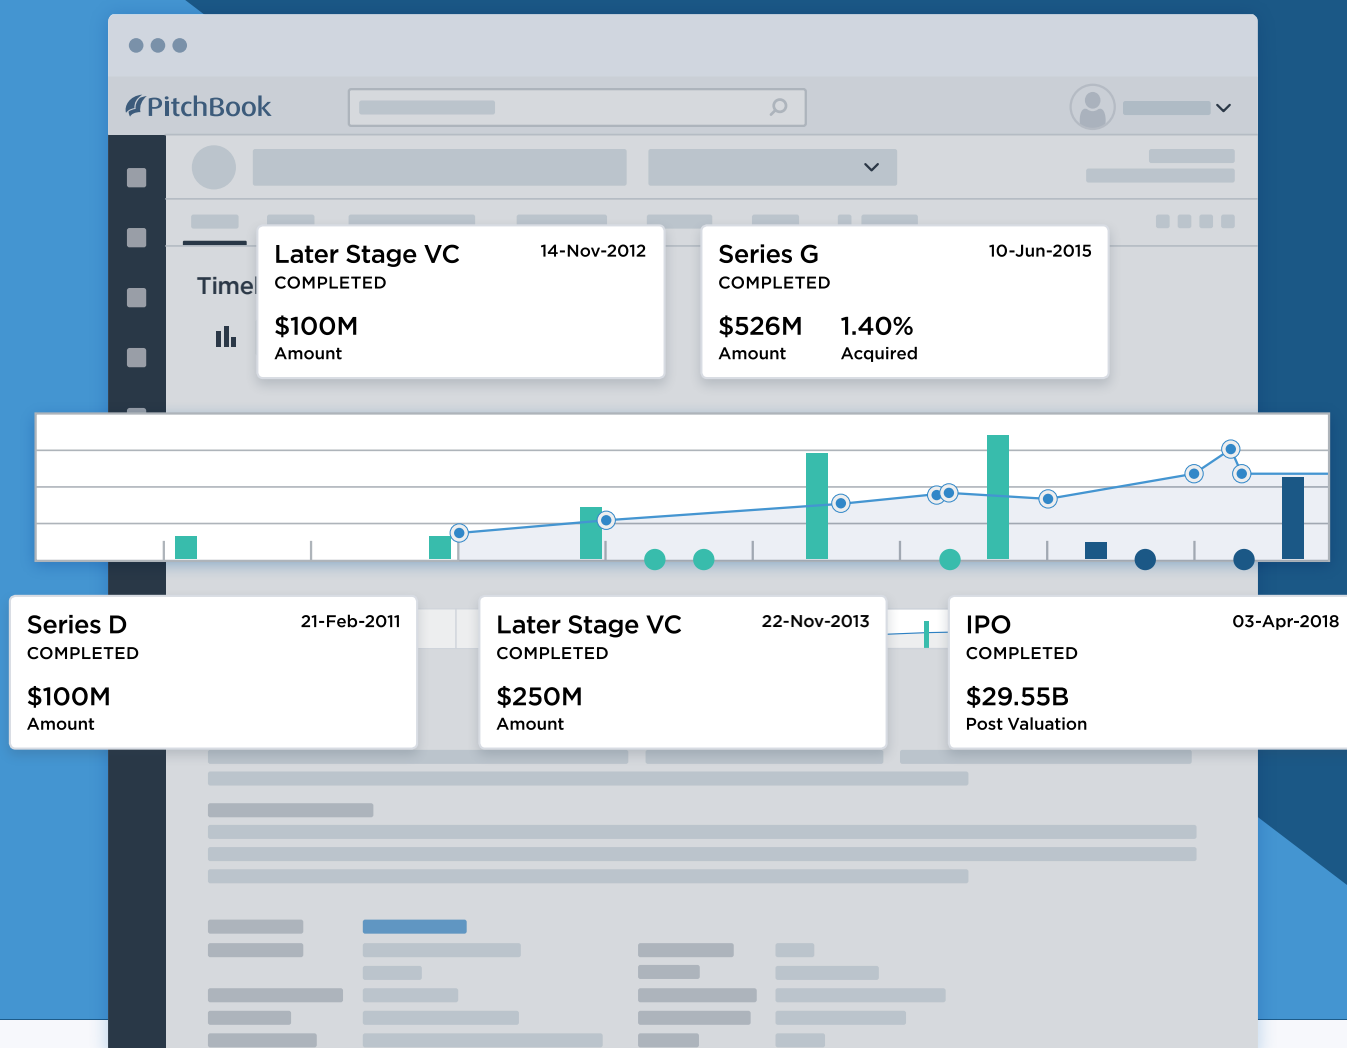 PitchBook
Later Stage VC 14-Nov-2012
COMPLETED
$100M
Amount
Series G 10-Jun-2015
COMPLETED
$526M 1.40%
Amount Acquired
Timel
Series D 21-Feb-2011
COMPLETED
$100M
Amount
Later Stage VC 22-Nov-2013
COMPLETED
$250M
Amount
IPO 03-Apr-2018
COMPLETED
$29.55B
Post Valuation